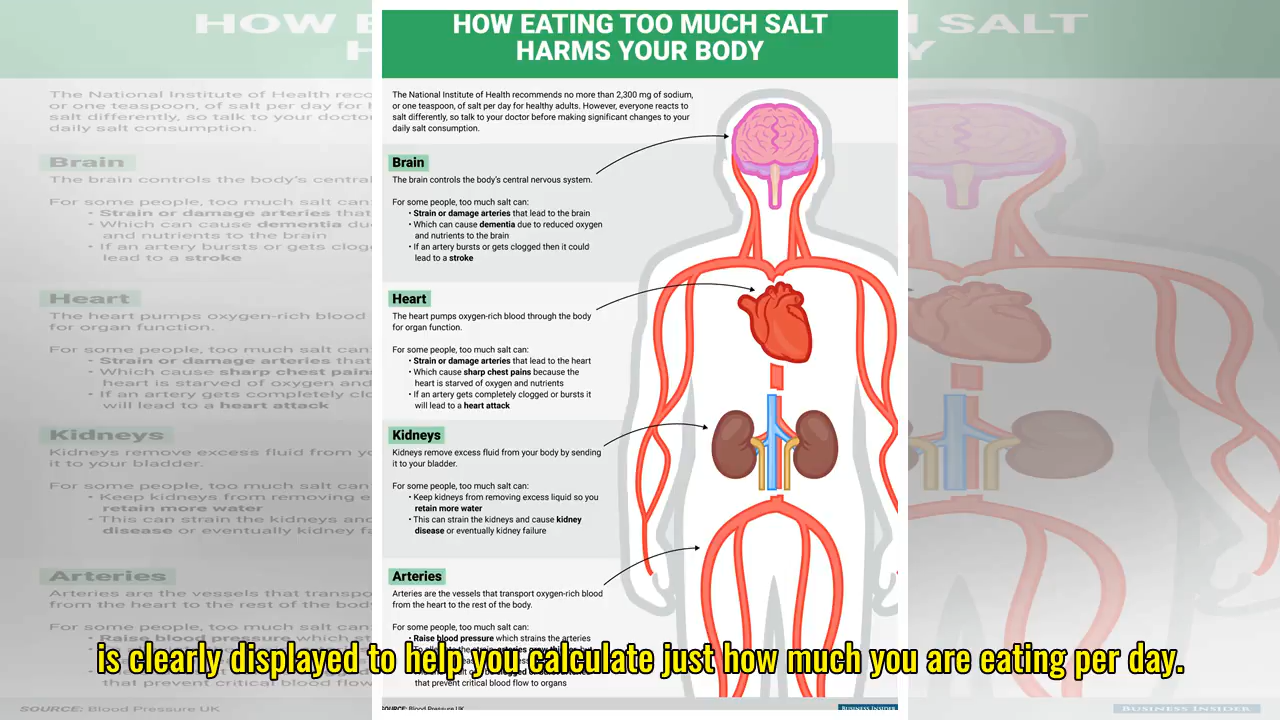 HOW EATING TOO MUCH SALT
HARMS YOUR BODY
The National Institute of Health recommends no more than 2,300 mg of sodium,
or one teaspoon, of salt per day for healthy adults. However, everyone reacts to
salt differently, so talk to your doctor before making significant changes to your
daily salt consumption.
Brain
The brain controls the body's central nervous system.
For some people, too much salt can:
• Strain or damage arteries that lead to the brain
• Which can cause dementia due to reduced oxygen
and nutrients to the brain
• If an artery bursts or gets clogged then it could
lead to a stroke
Heart
The heart pumps oxygen-rich blood through the body
for organ function.
For some people, too much salt can:
• Strain or damage arteries that lead to the heart
• Which cause sharp chest pains because the
heart is starved of oxygen and nutrients
• If an artery gets completely clogged or bursts it
will lead to a heart attack
Kidneys
Kidneys remove excess fluid from your body by sending
it to your bladder.
For some people, too much salt can:
• Keep kidneys from removing excess liquid so you
retain more water
• This can strain the kidneys and cause kidney
disease or eventually kidney failure
Arteries
Arteries are the vessels that transport oxygen-rich blood
from the heart to the rest of the body.
For some people, too much salt can:
• Raise blood pressure which strains the arteries
that prevent critical blood flow to organs
is clearly displayed to help you calculate just how much you are eating per day.
SOURCE: Blood Pressure UK
BUSINESS INSIDER